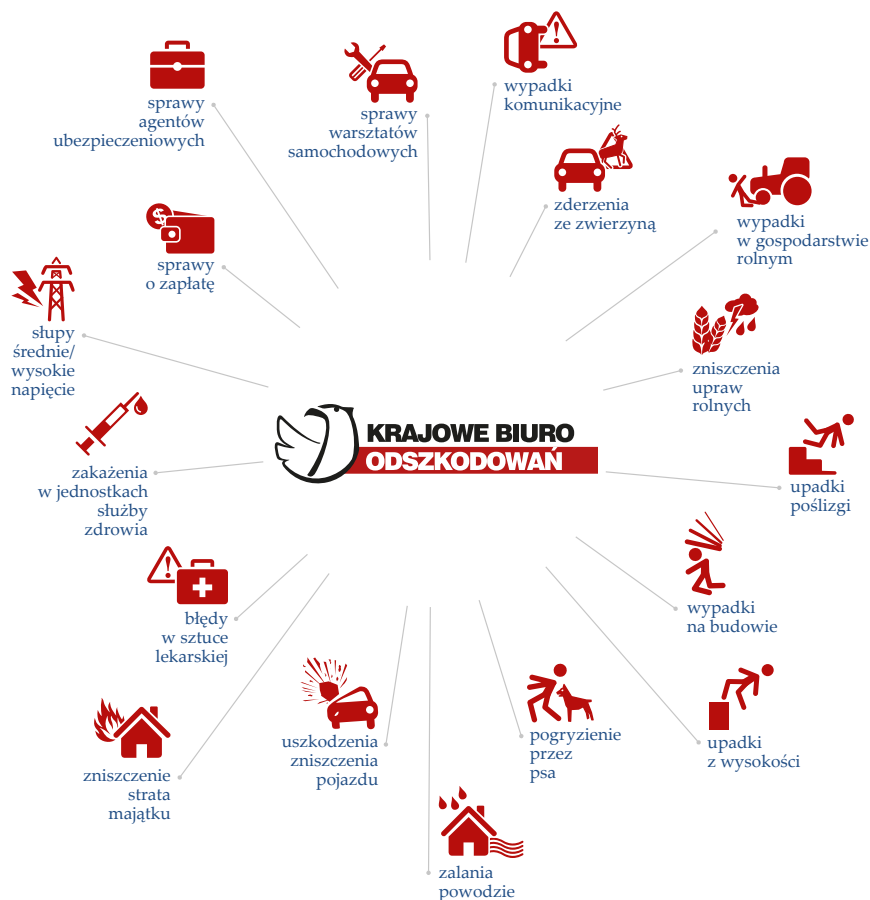 wypadki
komunikacyjne
sprawy
agentów
ubezpieczeniowych
sprawy
warsztatów
samochodowych
zderzenia
ze zwierzyną
wypadki
w gospodarstwie
rolnym
sprawy
o zapłatę
słupy
średnie/
wysokie
napięcie
zniszczenia
upraw
rolnych
KRAJOWE BIURO
ODSZKODOWAŃ
zakażenia
w jednostkach
służby
zdrowia
upadki
poślizgi
wypadki
na budowie
błędy
w sztuce
lekarskiej
uszkodzenia
zniszczenia
pojazdu
pogryzienie
przez
psa
upadki
z wysokości
zniszczenie
strata
majątku
zalania
powodzie